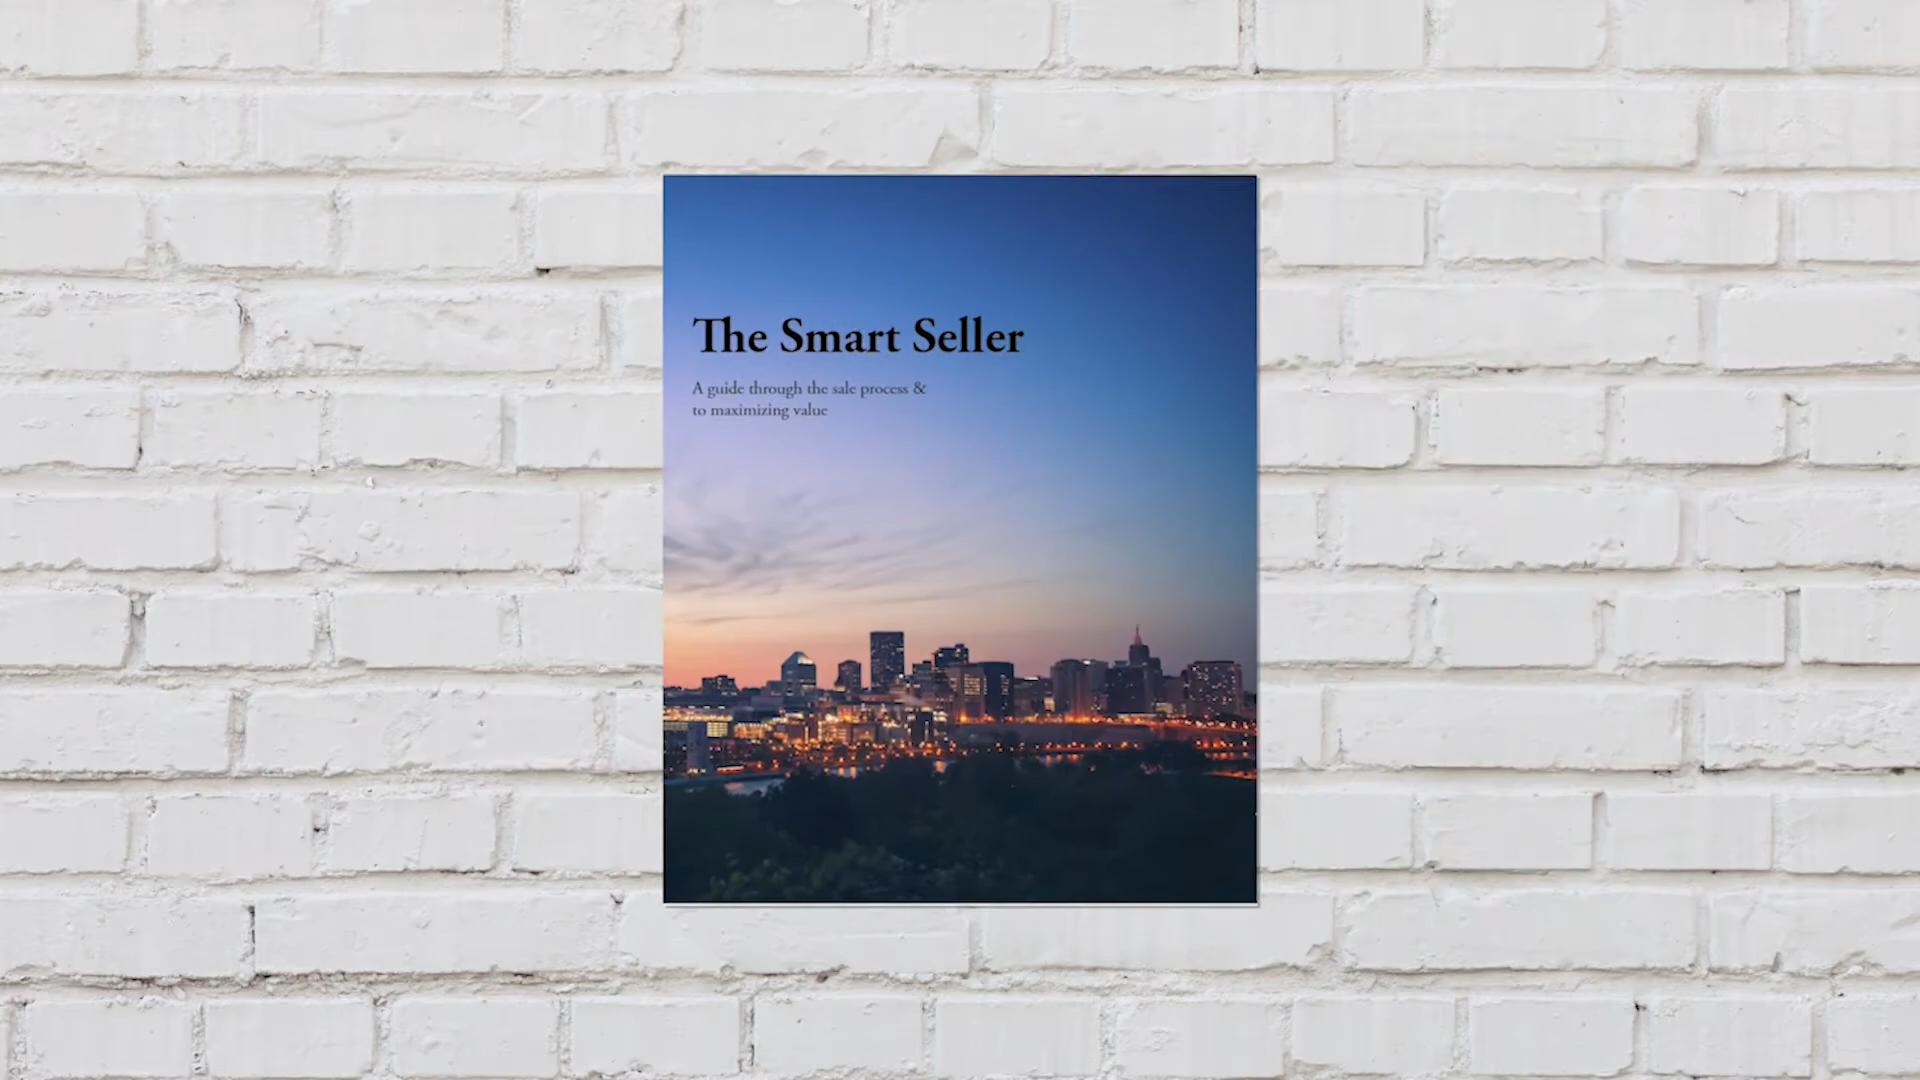 The Smart Seller
A guide through the sale process &
to maximizing value